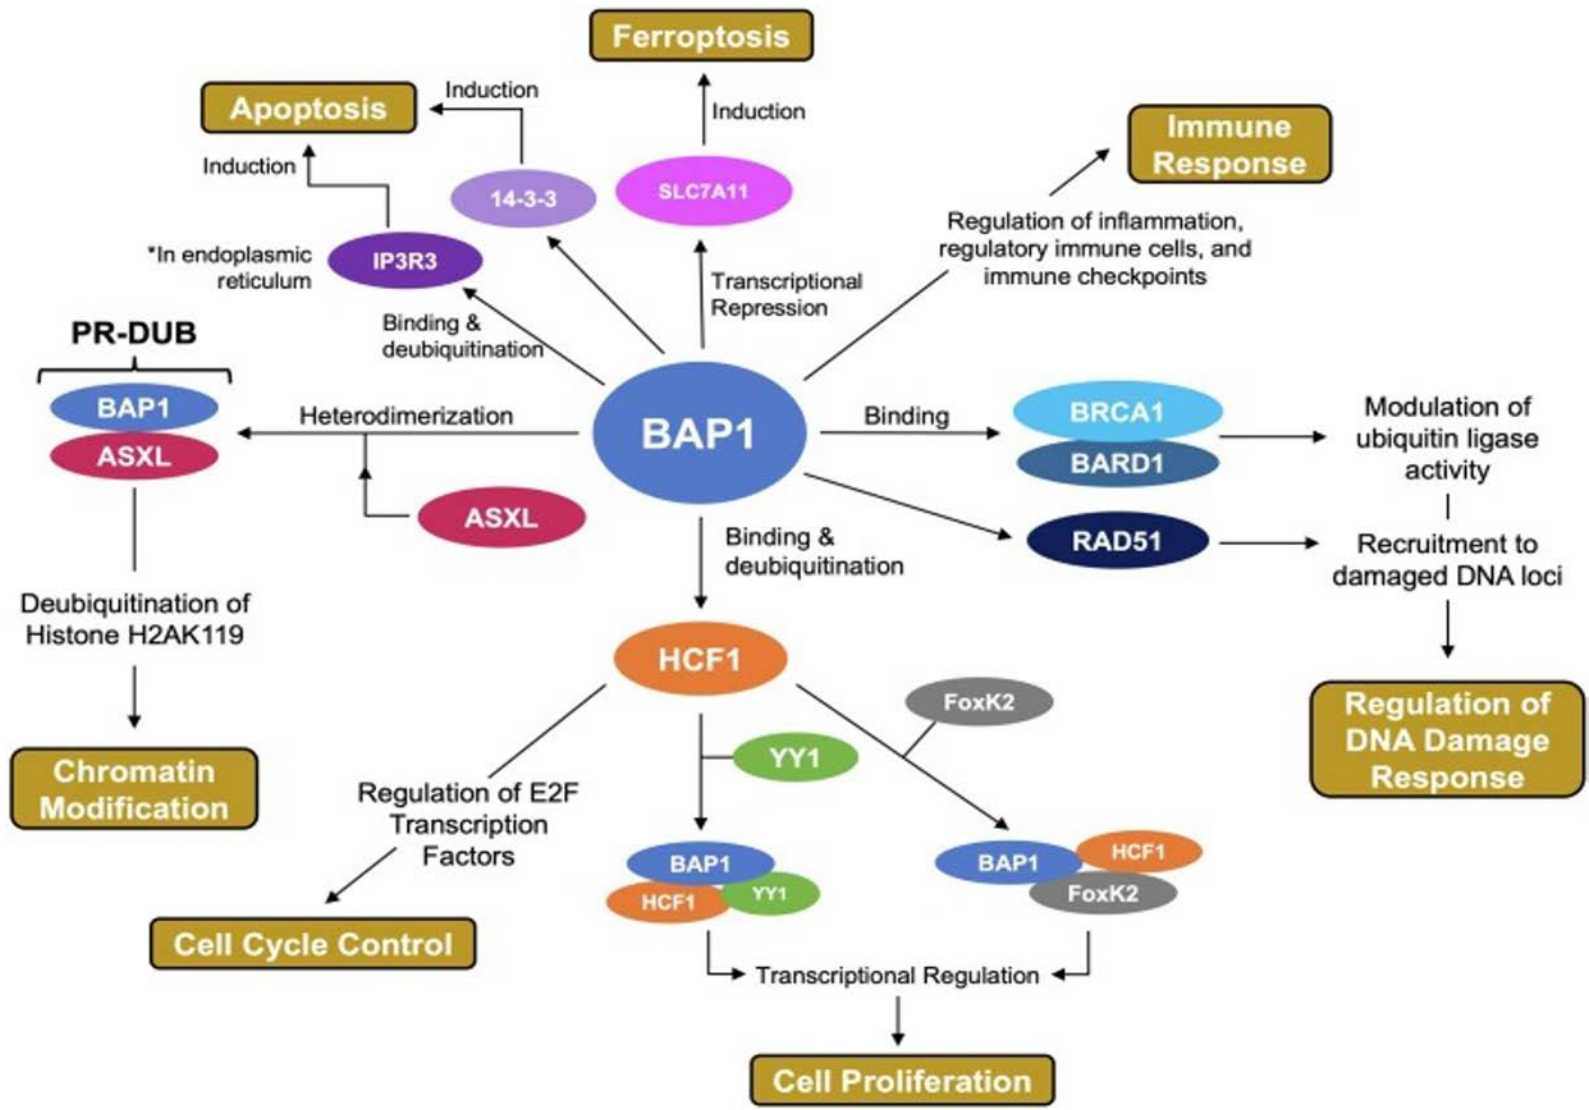 Ferroptosis
Apoptosis
Induction
Induction
Immune
Response
Induction
14-3-3
SLC7A11
Regulation of inflammation,
regulatory immune cells, and
immune checkpoints
*In endoplasmic
reticulum
IP3R3
Transcriptional
Repression
Binding &
deubiquitination
PR-DUB
BAP1
ASXL
Heterodimerization
ASXL
BAP1
Binding
BRCA1
BARD1
Modulation of
ubiquitin ligase
activity
RAD51
Recruitment to
damaged DNA loci
Binding &
deubiquitination
Deubiquitination of
Histone H2AK119
HCF1
FoxK2
YY1
Regulation of
DNA Damage
Response
Chromatin
Modification
Regulation of E2F
Transcription
Factors
BAP1
HCF1
YY1
BAP1
HCF1
FoxK2
Cell Cycle Control
Transcriptional Regulation
Cell Proliferation